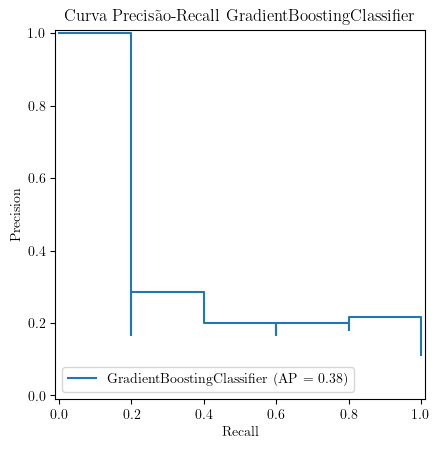 Curva Precisão-Recall GradientBoostingClassifier
1.0
0.8
0.6
0.4
0.2
0.0
Precision
GradientBoostingClassifier (AP = 0.38)
0.0 0.2 0.4 0.6 0.8 1.0
Recall